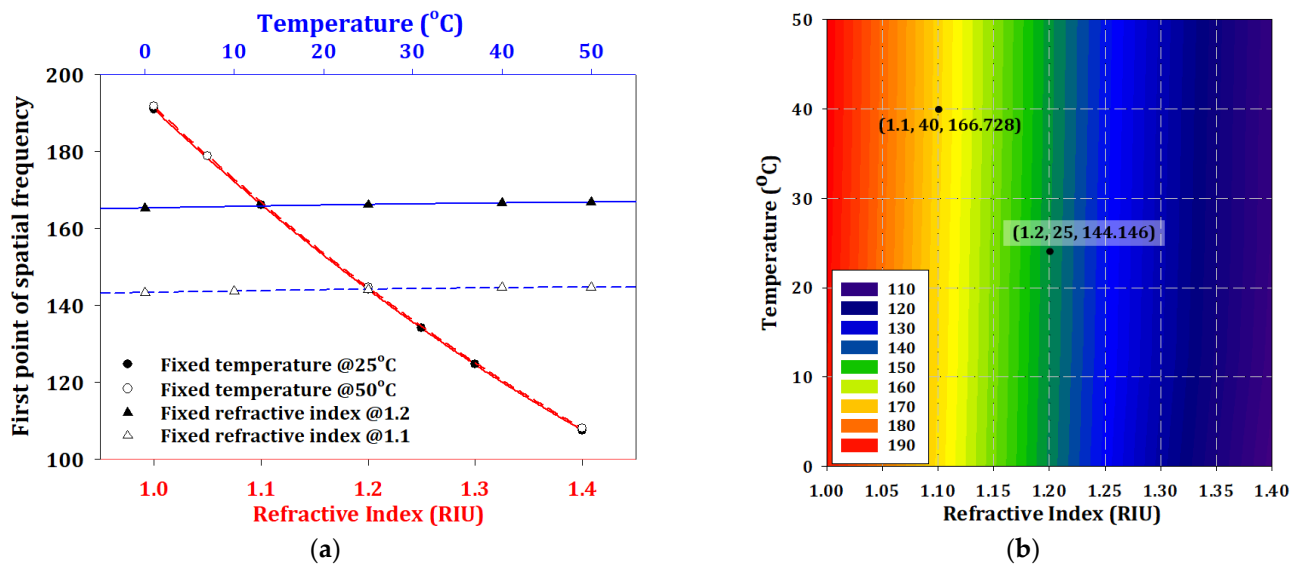 Temperature (°C)
0 10 20 30 40 50
First point of spatial frequency
200
180
160
140
120
100
Fixed temperature @25°C
Fixed temperature @50°C
Fixed refractive index @1.2
Fixed refractive index @1.1
1.0 1.1 1.2 1.3 1.4
Refractive Index (RIU)
(a)
Temperature (°C)
50
40
30
20
10
0
(1.1, 40, 166.728)
(1.2, 25, 144.146)
110
120
130
140
150
160
170
180
190
1.00 1.05 1.10 1.15 1.20 1.25 1.30 1.35 1.40
Refractive Index (RIU)
(b)